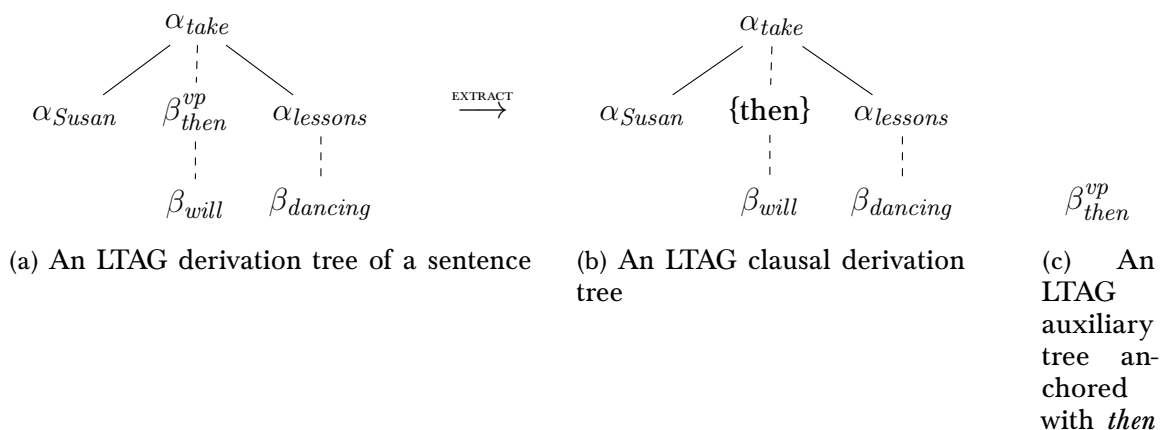 α_take α_take
α_Susan β^vp_then α_lessons EXTRACT → α_Susan {then} α_lessons
β_will β_dancing β_will β_dancing β^vp_then
(a) An LTAG derivation tree of a sentence
(b) An LTAG clausal derivation
tree
(c) An
LTAG
auxiliary
tree an-
chored
with then